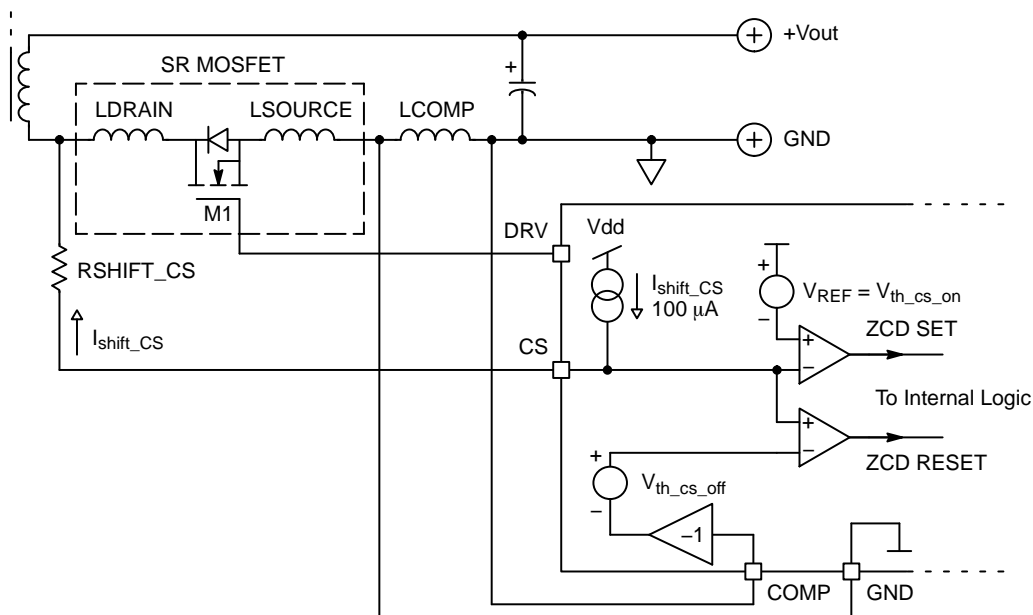 +Vout
SR MOSFET
LDRAIN
LSOURCE
LCOMP
+
GND
M1
DRV
Vdd
RSHIFT_CS
Ishift_CS
100 μA
+
−
VREF = Vth_cs_on
ZCD SET
Ishift_CS
CS
+
−
To Internal Logic
+
−
ZCD RESET
+
−
Vth_cs_off
−1
COMP
GND